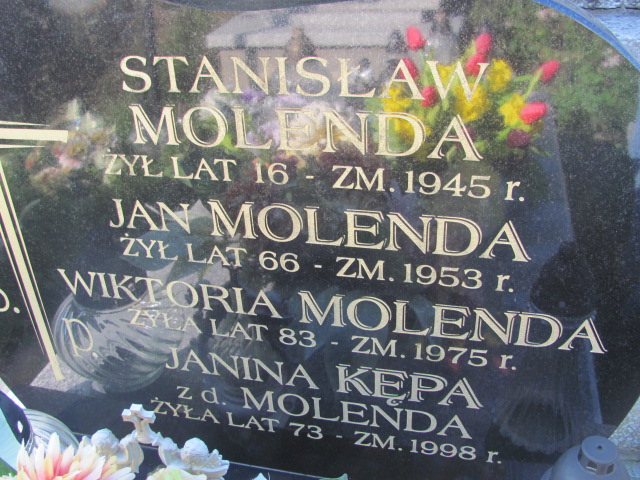 STANISŁAW
MOLENDA
ŻYŁ LAT 16 - ZM. 1945 r.
JAN MOLENDA
ŻYŁ LAT 66 - ZM. 1953 r.
WIKTORIA MOLENDA
ŻYŁA LAT 83 - ZM. 1975 r.
P.
JANINA KĘPA
z d. MOLENDA
ŻYŁA LAT 73 - ZM. 1998 r.